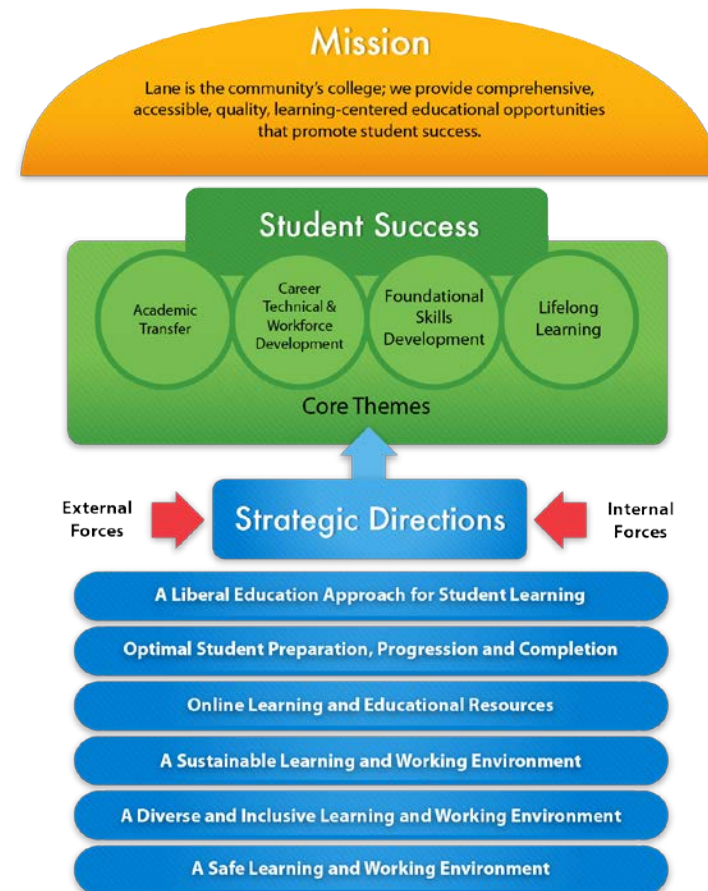 Mission
Lane is the community's college; we provide comprehensive,
accessible, quality, learning-centered educational opportunities
that promote student success.
Student Success
Academic
Transfer
Career
Technical &
Workforce
Development
Foundational
Skills
Development
Lifelong
Learning
Core Themes
External
Forces
Strategic Directions
Internal
Forces
A Liberal Education Approach for Student Learning
Optimal Student Preparation, Progression and Completion
Online Learning and Educational Resources
A Sustainable Learning and Working Environment
A Diverse and Inclusive Learning and Working Environment
A Safe Learning and Working Environment